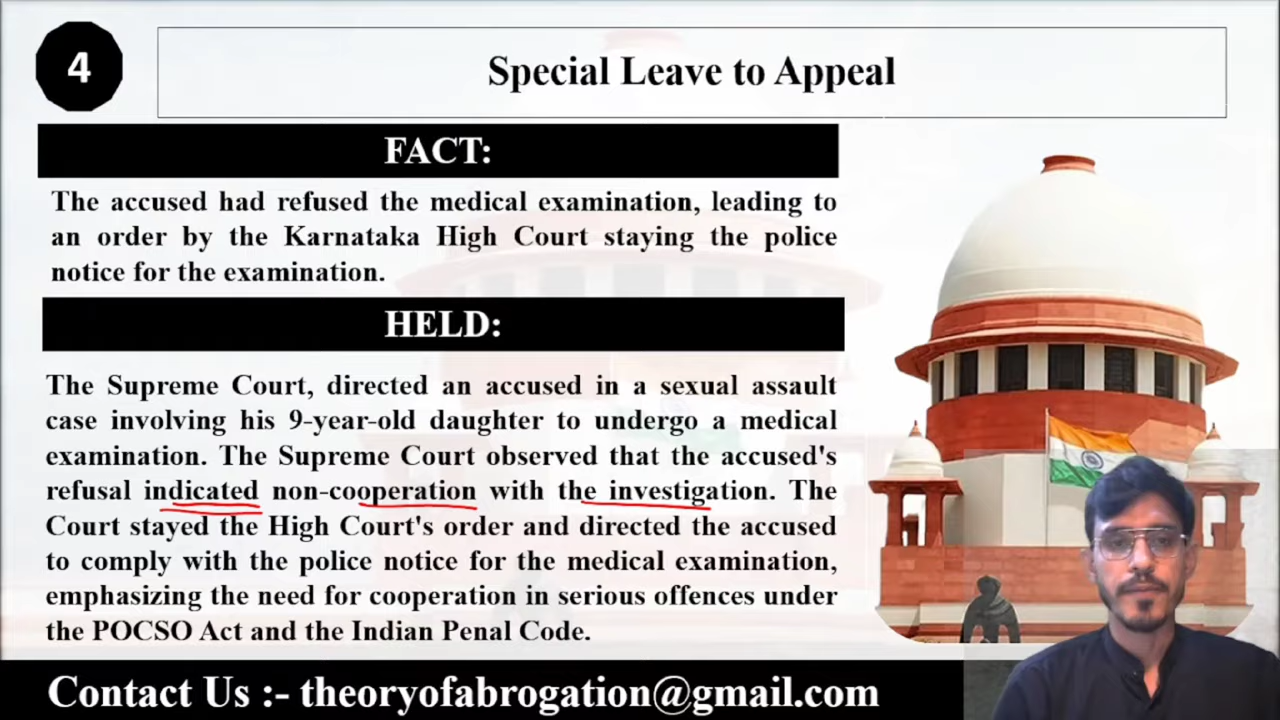 4
Special Leave to Appeal
FACT:
The accused had refused the medical examination, leading to
an order by the Karnataka High Court staying the police
notice for the examination.
HELD:
The Supreme Court, directed an accused in a sexual assault
case involving his 9-year-old daughter to undergo a medical
examination. The Supreme Court observed that the accused's
refusal indicated non-cooperation with the investigation. The
Court stayed the High Court's order and directed the accused
to comply with the police notice for the medical examination,
emphasizing the need for cooperation in serious offences under
the POCSO Act and the Indian Penal Code.
Contact Us :- theoryofabrogation@gmail.com